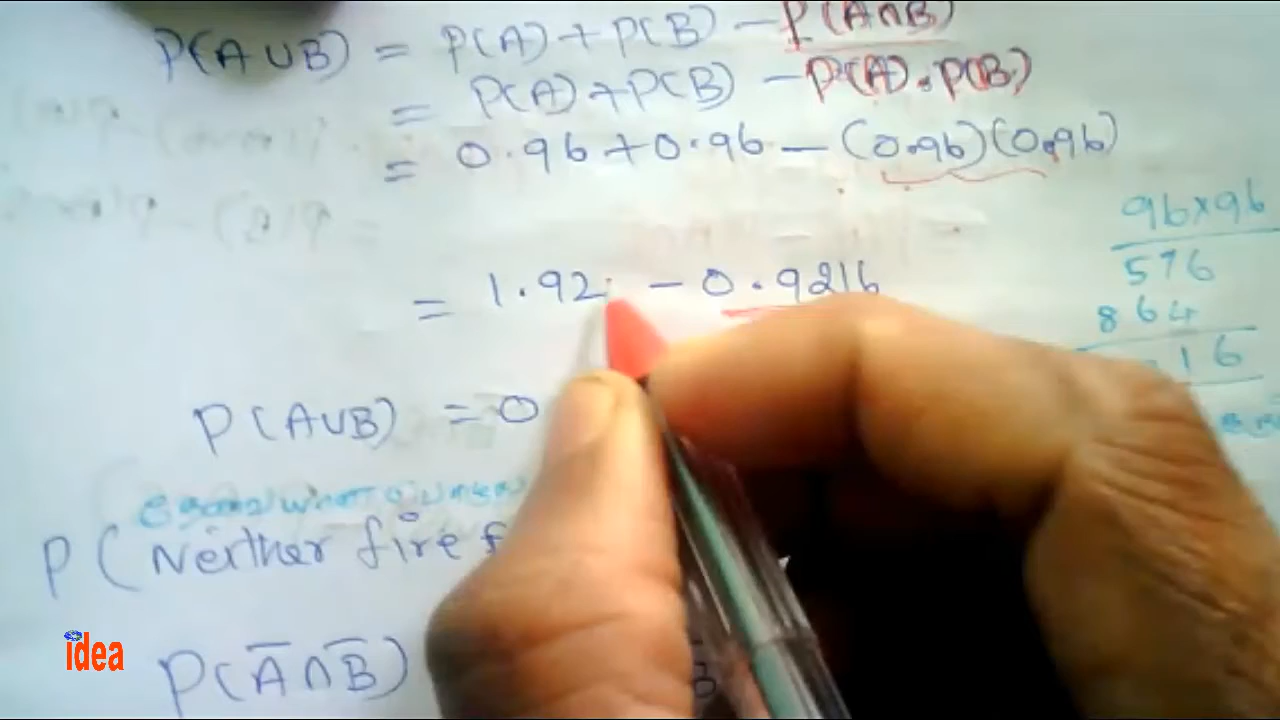 P(A∪B) = P(A)+P(B) - P(A∩B)
= P(A)+P(B) - P(A).P(B)
= 0.96+0.96 - (0.96)(0.96)
96×96
576
864
16
= 1.92 - 0.9216
P(A∪B) = 0
P(Neither fire f
P(A̅∩B̅)
idea